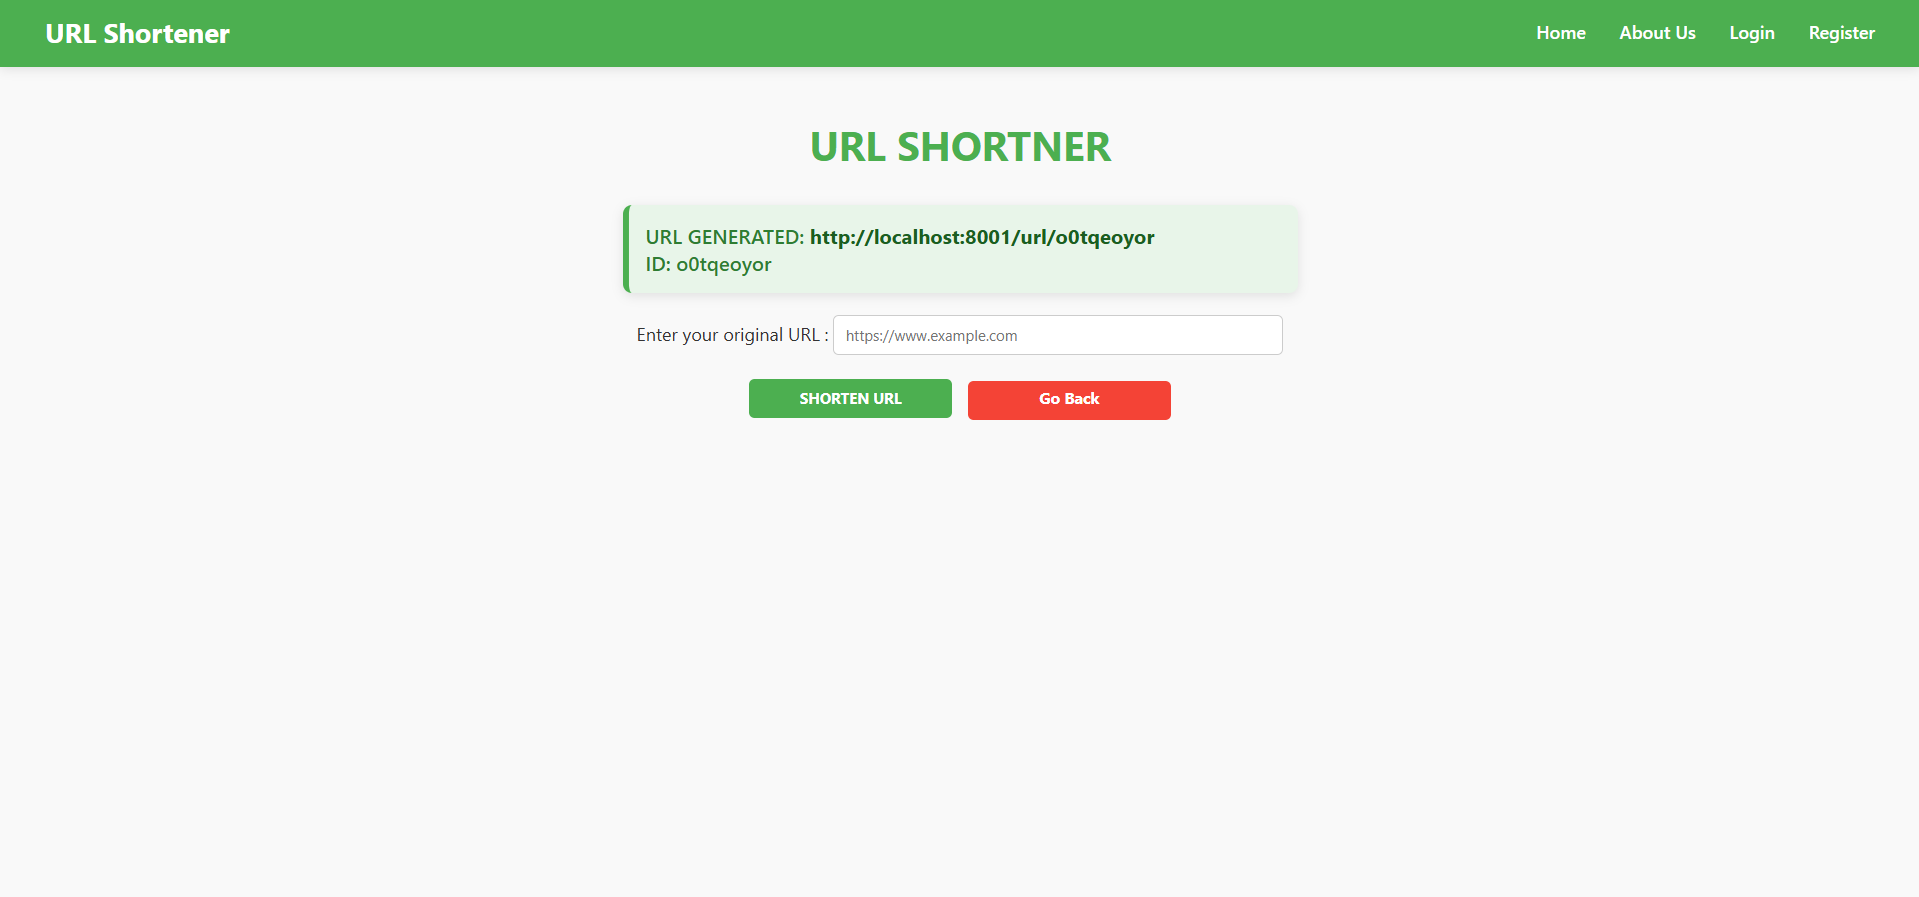 URL Shortener
Home About Us Login Register
URL SHORTNER
URL GENERATED: http://localhost:8001/url/o0tqeoyor
ID: o0tqeoyor
Enter your original URL : https://www.example.com
SHORTEN URL Go Back